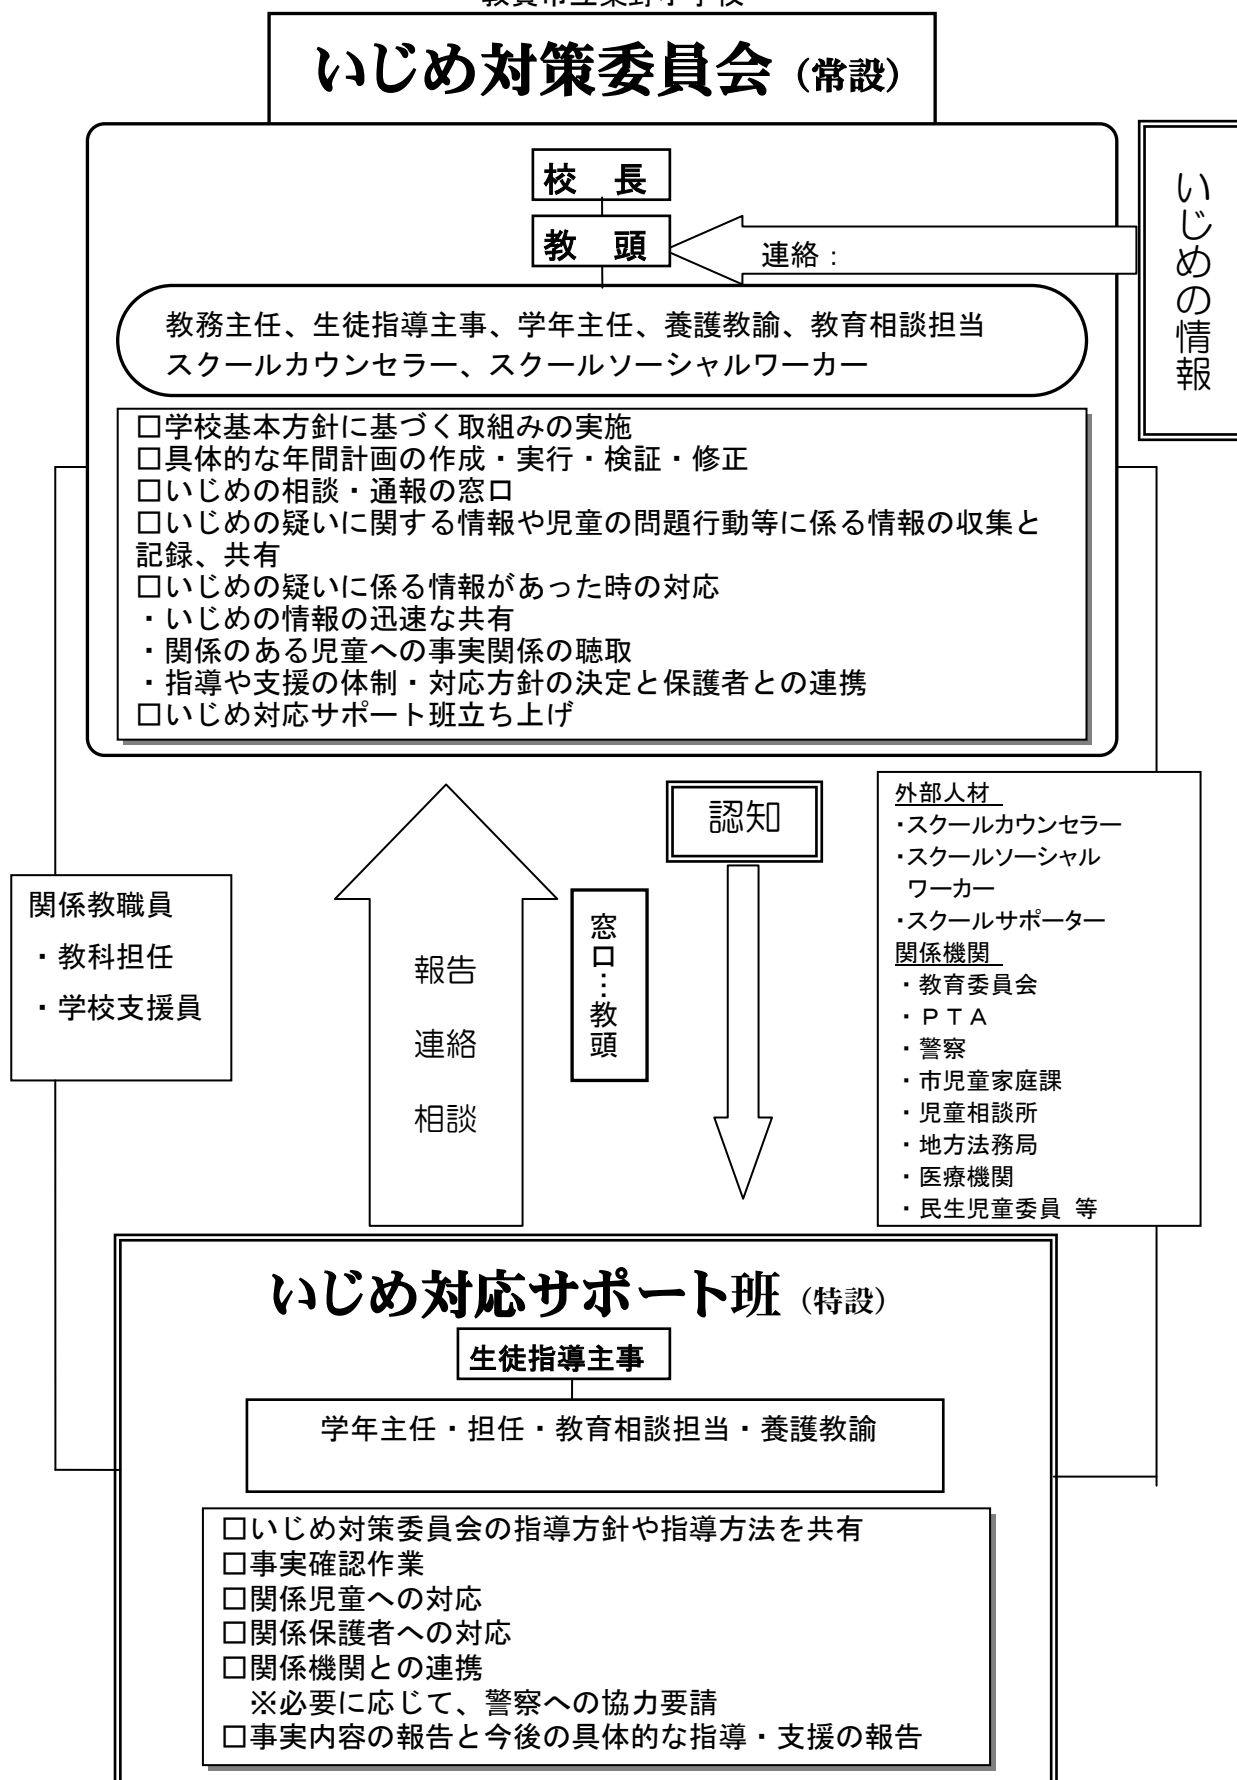 いじめ対策委員会（常設）
校　長
教　頭
連絡：
いじめの情報
教務主任、生徒指導主事、学年主任、養護教諭、教育相談担当
スクールカウンセラー、スクールソーシャルワーカー
□学校基本方針に基づく取組みの実施
□具体的な年間計画の作成・実行・検証・修正
□いじめの相談・通報の窓口
□いじめの疑いに関する情報や児童の問題行動等に係る情報の収集と
記録、共有
□いじめの疑いに係る情報があった時の対応
・いじめの情報の迅速な共有
・関係のある児童への事実関係の聴取
・指導や支援の体制・対応方針の決定と保護者との連携
□いじめ対応サポート班立ち上げ
関係教職員
・教科担任
・学校支援員
報告
連絡
相談
窓口…教頭
認知
外部人材
・スクールカウンセラー
・スクールソーシャル
ワーカー
・スクールサポーター
関係機関
・教育委員会
・ＰＴＡ
・警察
・市児童家庭課
・児童相談所
・地方法務局
・医療機関
・民生児童委員 等
いじめ対応サポート班（特設）
生徒指導主事
学年主任・担任・教育相談担当・養護教諭
□いじめ対策委員会の指導方針や指導方法を共有
□事実確認作業
□関係児童への対応
□関係保護者への対応
□関係機関との連携
※必要に応じて、警察への協力要請
□事実内容の報告と今後の具体的な指導・支援の報告